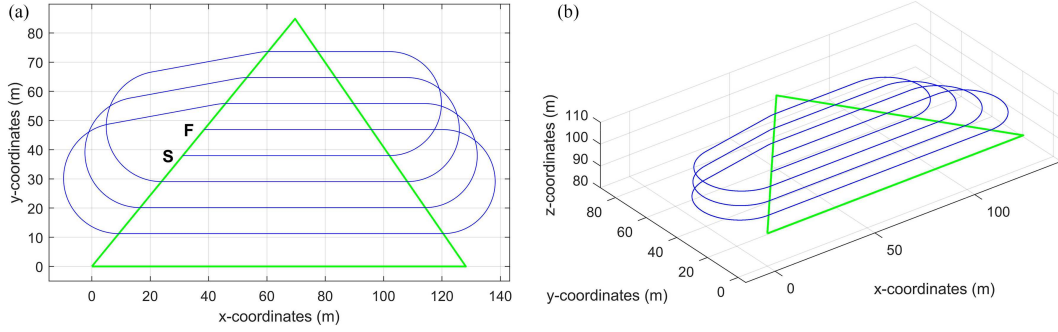 (a)
80
70
60
50
40
30
20
10
0
y-coordinates (m)
F
S
0 20 40 60 80 100 120 140
x-coordinates (m)
(b)
110
100
90
80
z-coordinates (m)
80
60
40
20
0
y-coordinates (m)
0
50
100
x-coordinates (m)